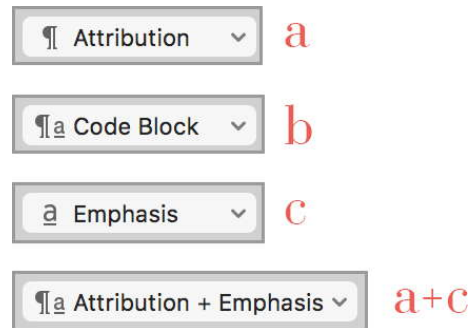 ¶ Attribution a
¶a Code Block b
a Emphasis c
¶a Attribution + Emphasis a+c